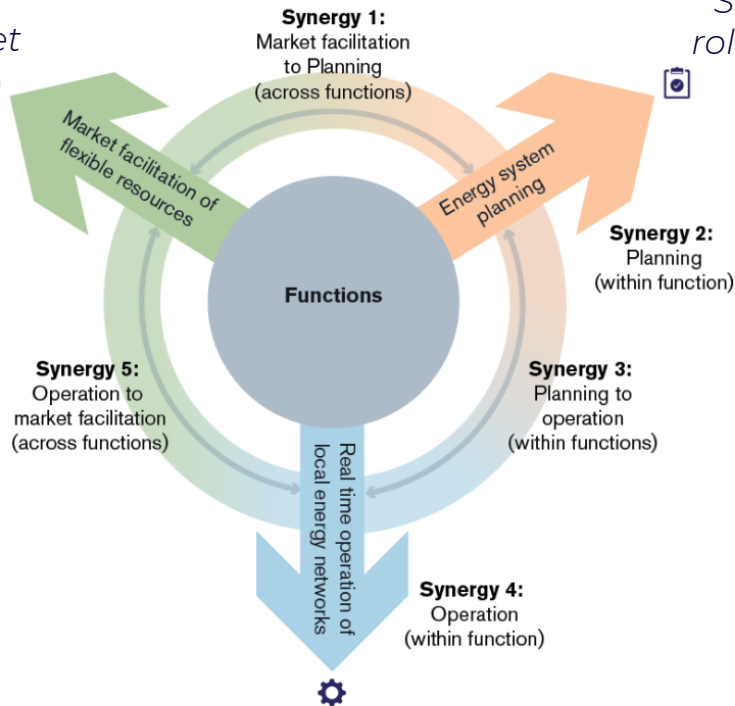 Synergy 1:
Market facilitation
to Planning
(across functions)
Market facilitation of
flexible resources
Energy system
planning
Synergy 2:
Planning
(within function)
Functions
Synergy 5:
Operation to
market facilitation
(across functions)
Synergy 3:
Planning to
operation
(within functions)
Real time operation of
local energy networks
Synergy 4:
Operation
(within function)